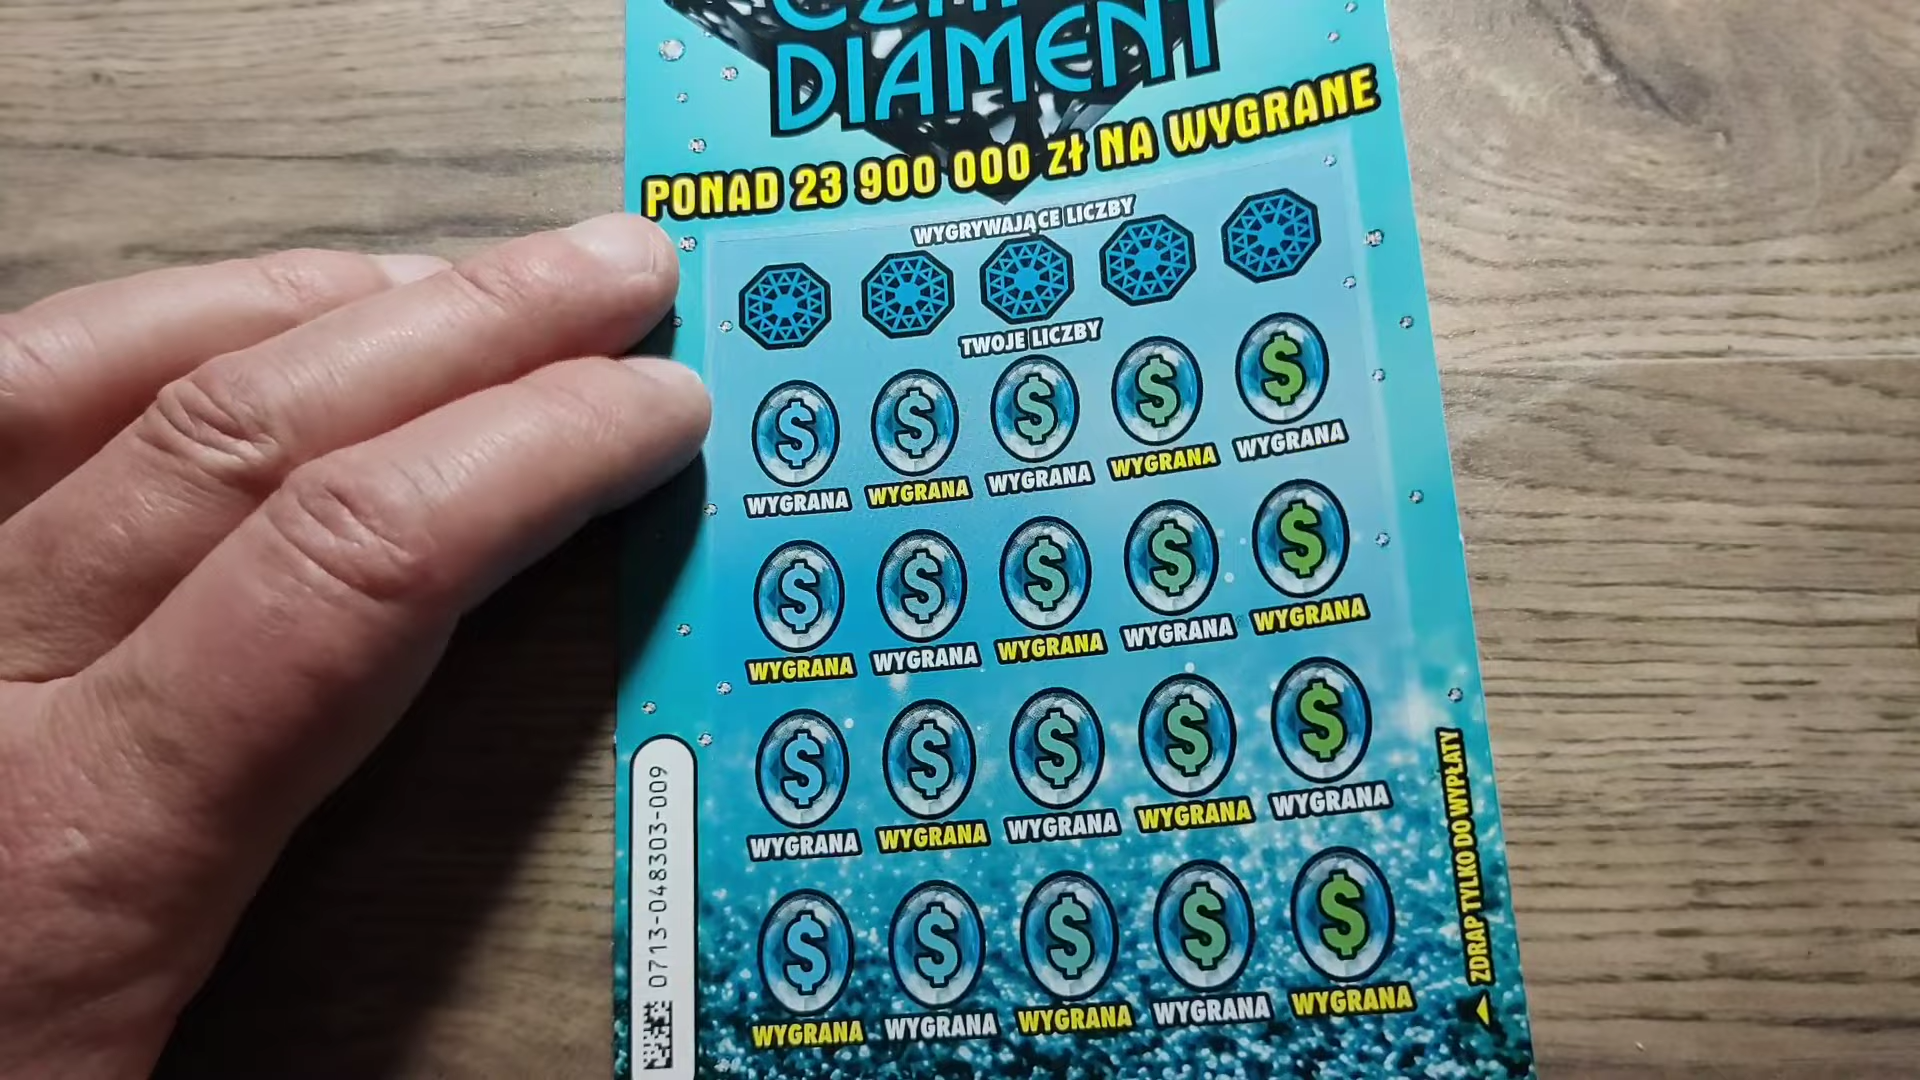 DIAMENT
PONAD 23 900 000 zł NA WYGRANE
WYGRYWAJĄCE LICZBY
TWOJE LICZBY
$ $ $ $ $
WYGRANA WYGRANA WYGRANA WYGRANA WYGRANA
$ $ $ $ $
WYGRANA WYGRANA WYGRANA WYGRANA WYGRANA
$ $ $ $ $
WYGRANA WYGRANA WYGRANA WYGRANA WYGRANA
$ $ $ $ $
WYGRANA WYGRANA WYGRANA WYGRANA WYGRANA
0713-048303-009
ZDRAP TYLKO DO WYPŁATY